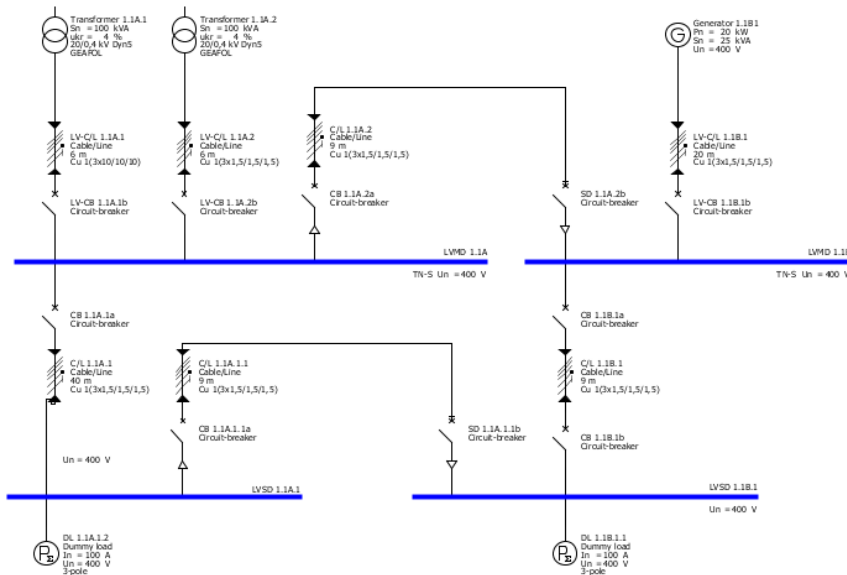 Transformer 1.1A.1
Sn = 100 kVA
ukr = 4 %
20/0,4 kV Dyn5
GEAFOL
Transformer 1.1A.2
Sn = 100 kVA
ukr = 4 %
20/0,4 kV Dyn5
GEAFOL
Generator 1.1B1
Pn = 20 kW
Sn = 25 kVA
Un = 400 V
G
LV-C/L 1.1A.1
Cable/Line
6 m
Cu 1(3x10/10/10)
LV-C/L 1.1A.2
Cable/Line
6 m
Cu 1(3x1,5/1,5/1,5)
C/L 1.1A.2
Cable/Line
9 m
Cu 1(3x1,5/1,5/1,5)
LV-C/L 1.1B.1
Cable/Line
20 m
Cu 1(3x1,5/1,5/1,5)
LV-CB 1.1A.1b
Circuit-breaker
LV-CB 1.1A.2b
Circuit-breaker
CB 1.1A.2a
Circuit-breaker
SD 1.1A.2b
Circuit-breaker
LV-CB 1.1B.1b
Circuit-breaker
LVMD 1.1A
TN-S Un = 400 V
LVMD 1.1
TN-S Un = 400 V
CB 1.1A.1a
Circuit-breaker
CB 1.1B.1a
Circuit-breaker
C/L 1.1A.1
Cable/Line
40 m
Cu 1(3x1,5/1,5/1,5)
C/L 1.1A.1.1
Cable/Line
9 m
Cu 1(3x1,5/1,5/1,5)
C/L 1.1B.1
Cable/Line
9 m
Cu 1(3x1,5/1,5/1,5)
CB 1.1A.1.1a
Circuit-breaker
SD 1.1A.1.1b
Circuit-breaker
CB 1.1B.1b
Circuit-breaker
Un = 400 V
LVSD 1.1A.1
LVSD 1.1B.1
Un = 400 V
DL 1.1A.1.2
Dummy load
In = 100 A
Un = 400 V
3-pole
PΣ
DL 1.1B.1.1
Dummy load
In = 100 A
Un = 400 V
3-pole
PΣ